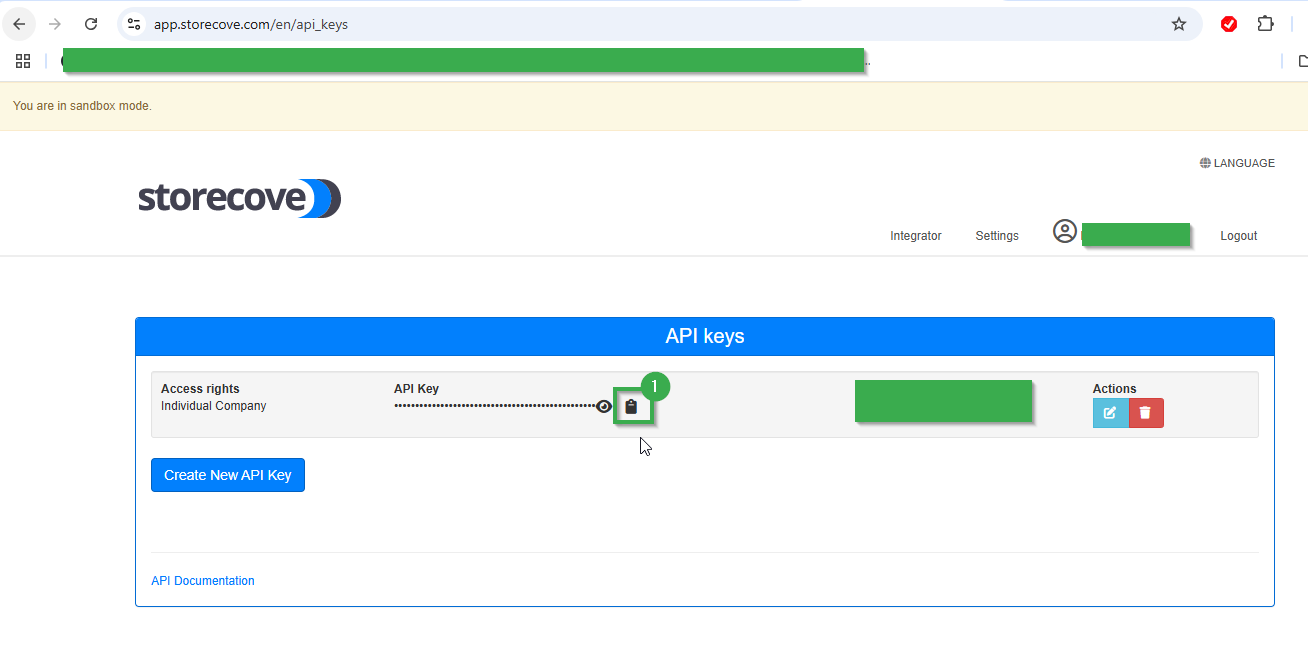 app.storecove.com/en/api_keys
You are in sandbox mode.
LANGUAGE
storecove
Integrator Settings Logout
API keys
Access rights API Key Actions
Individual Company ••••••••••••••••••••••••••••••••••••••••••••••••
1
Create New API Key
API Documentation